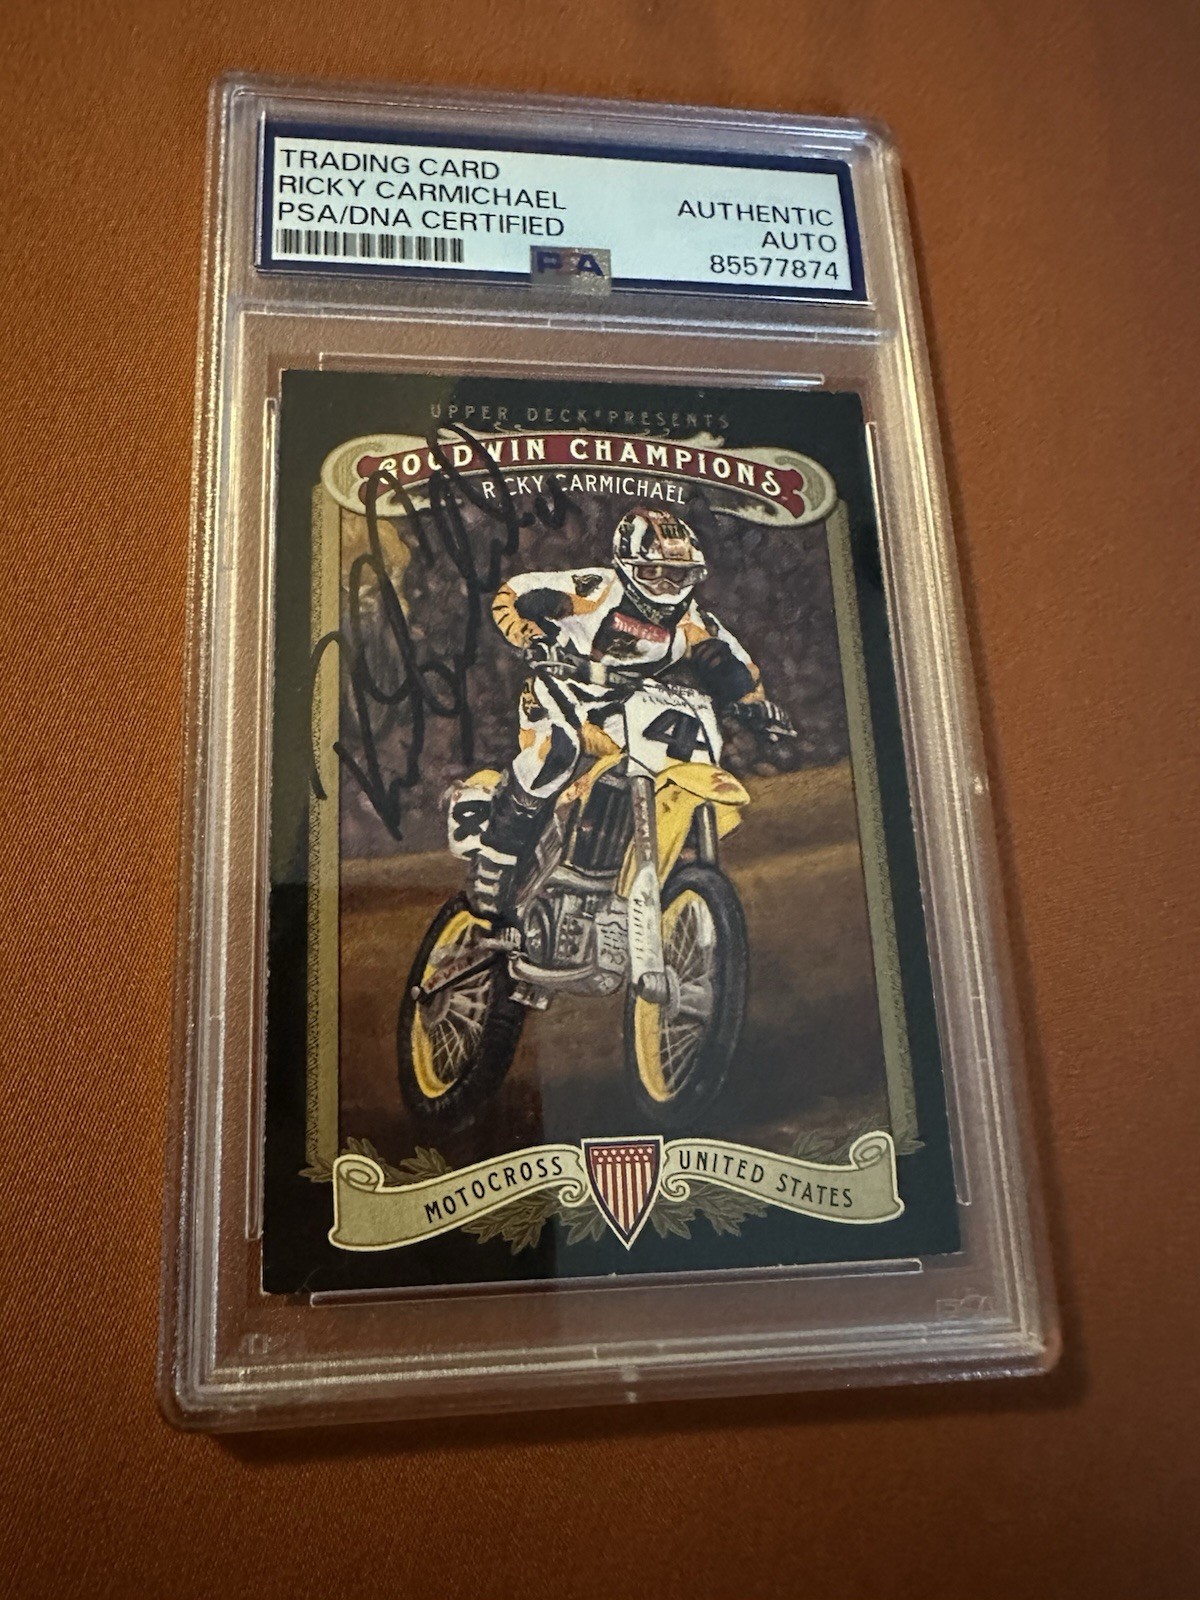 TRADING CARD
RICKY CARMICHAEL
PSA/DNA CERTIFIED
AUTHENTIC
AUTO
85577874
PSA
UPPER DECK PRESENTS
GOODWIN CHAMPIONS
RICKY CARMICHAEL
4
MOTOCROSS UNITED STATES